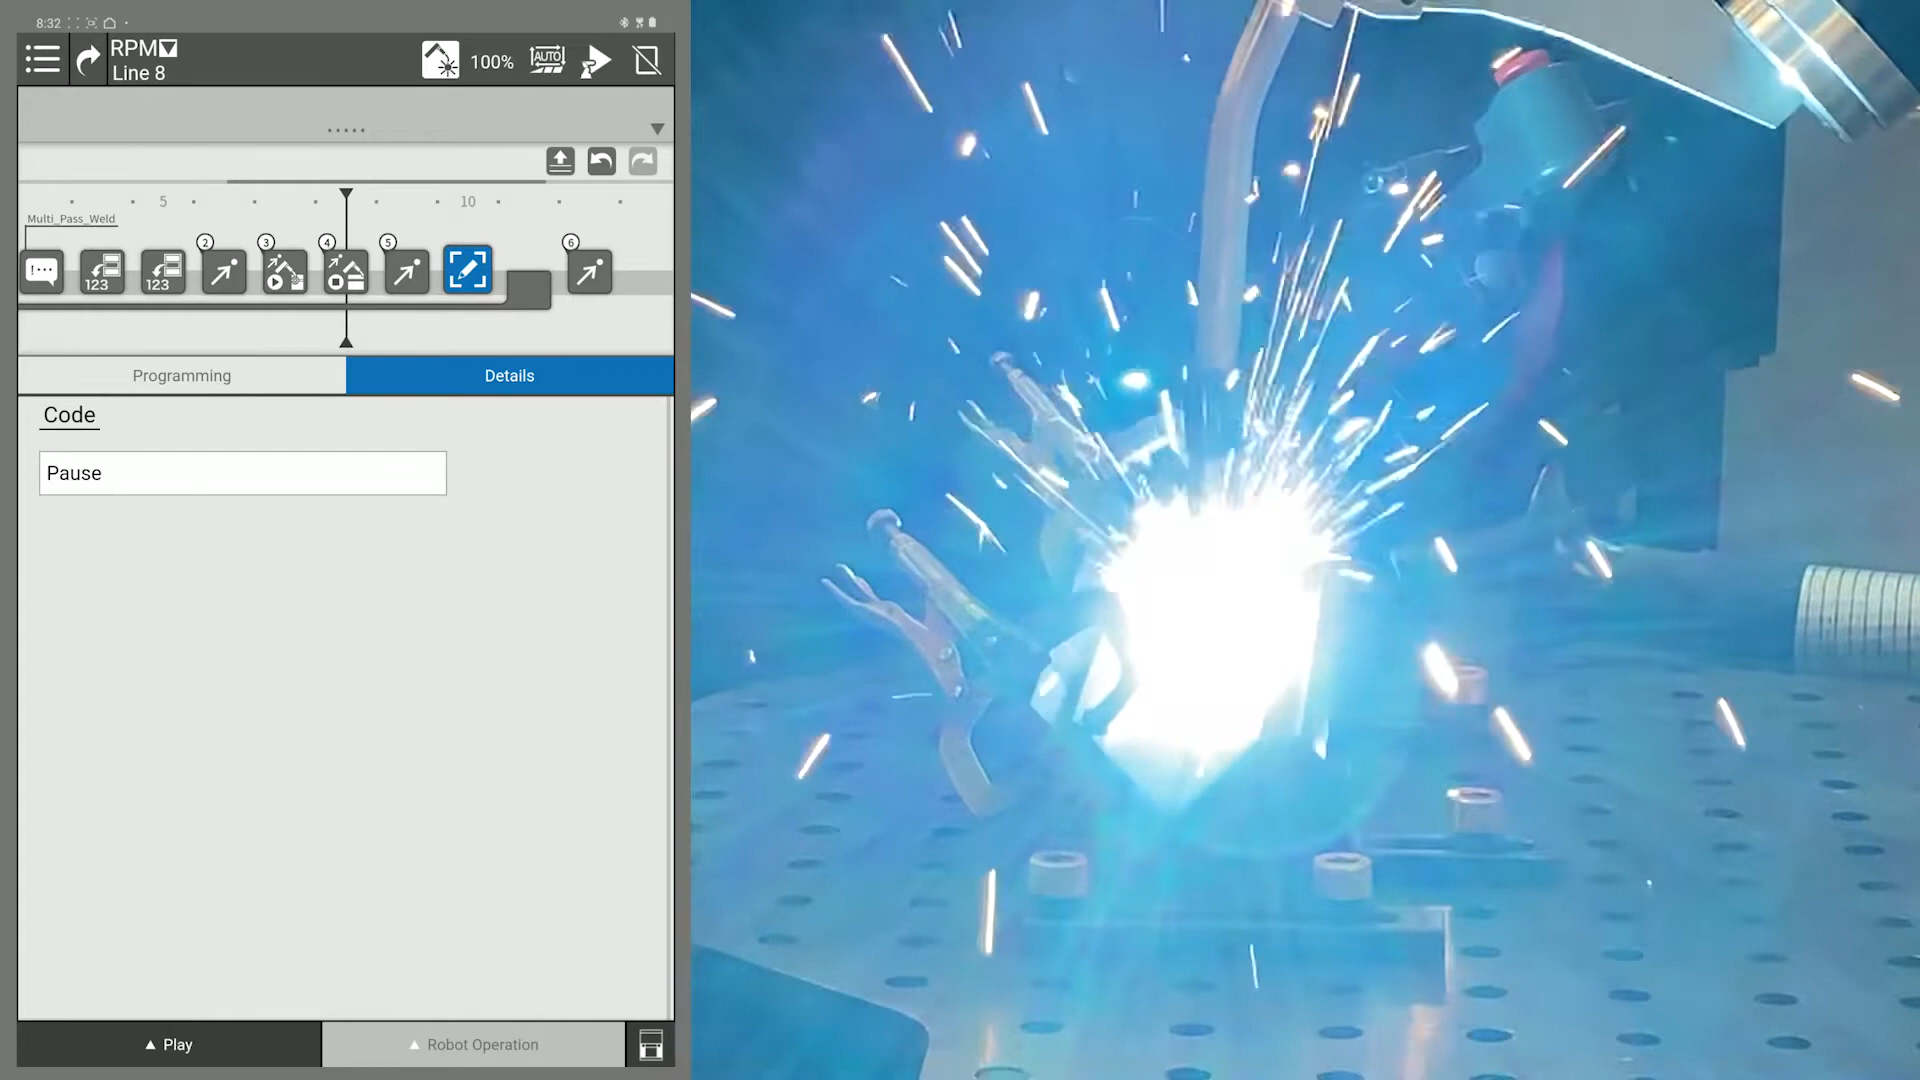 8:32
RPM
Line 8
100%
AUTO
5
10
Multi_Pass_Weld
2
3
4
5
6
!...
123
123
Programming
Details
Code
Pause
Play
Robot Operation